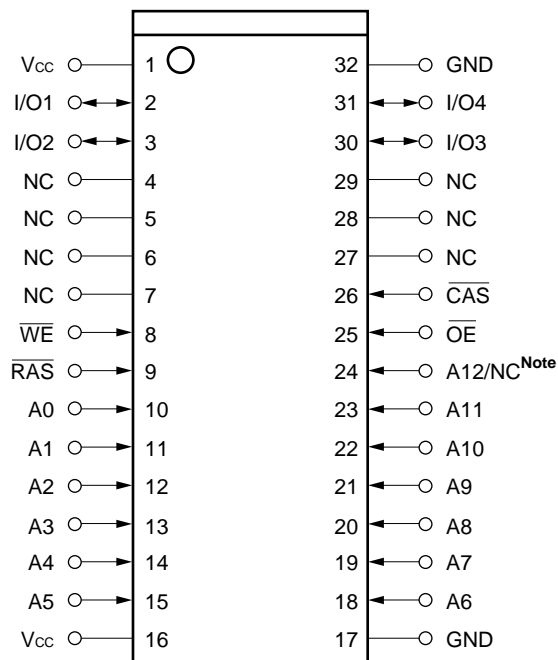 Vcc 1 32 GND
I/O1 2 31 I/O4
I/O2 3 30 I/O3
NC 4 29 NC
NC 5 28 NC
NC 6 27 NC
NC 7 26 CAS
WE 8 25 OE
RAS 9 24 A12/NC Note
A0 10 23 A11
A1 11 22 A10
A2 12 21 A9
A3 13 20 A8
A4 14 19 A7
A5 15 18 A6
Vcc 16 17 GND